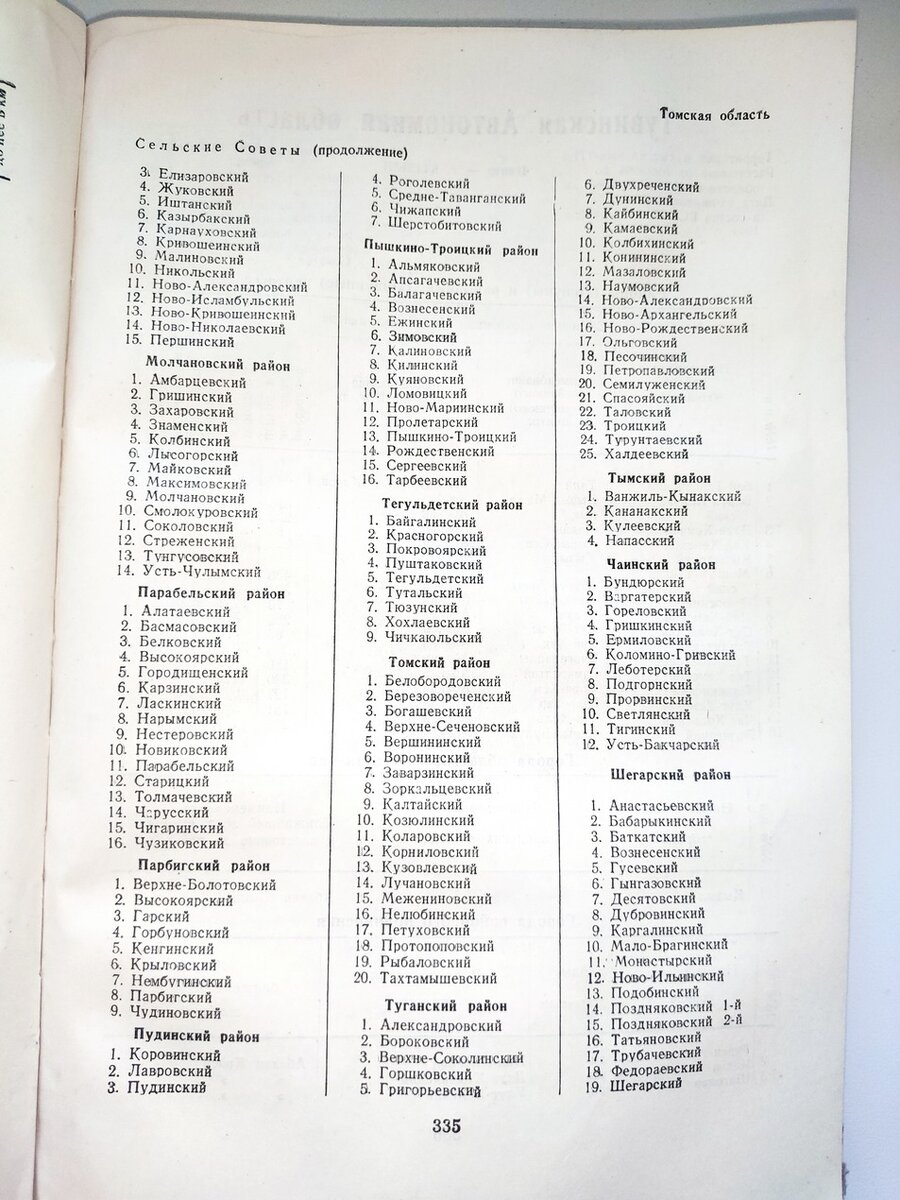 Томская область
Сельские Советы (продолжение)
3. Елизаровский
4. Жуковский
5. Иштанский
6. Казырбакский
7. Карнауховский
8. Кривошеинский
9. Малиновский
10. Никольский
11. Ново-Александровский
12. Ново-Исламбульский
13. Ново-Кривошеинский
14. Ново-Николаевский
15. Першинский
Молчановский район
1. Амбарцевский
2. Гришинский
3. Захаровский
4. Знаменский
5. Колбинский
6. Лысогорский
7. Майковский
8. Максимовский
9. Молчановский
10. Смолокуровский
11. Соколовский
12. Стреженский
13. Тунгусовский
14. Усть-Чулымский
Парабельский район
1. Алатаевский
2. Басмасовский
3. Белковский
4. Высокоярский
5. Городищенский
6. Карзинский
7. Ласкинский
8. Нарымский
9. Нестеровский
10. Новиковский
11. Парабельский
12. Старицкий
13. Толмачевский
14. Чарусский
15. Чигаринский
16. Чузиковский
Парбигский район
1. Верхне-Болотовский
2. Высокоярский
3. Гарский
4. Горбуновский
5. Кенгинский
6. Крыловский
7. Нембугинский
8. Парбигский
9. Чудиновский
Пудинский район
1. Коровинский
2. Лавровский
3. Пудинский
4. Роголевский
5. Средне-Таванганский
6. Чижапский
7. Шерстобитовский
Пышкино-Троицкий район
1. Альмяковский
2. Апсагачевский
3. Балагачевский
4. Вознесенский
5. Ежинский
6. Зимовский
7. Калиновский
8. Килинский
9. Куяновский
10. Ломовицкий
11. Ново-Мариинский
12. Пролетарский
13. Пышкино-Троицкий
14. Рождественский
15. Сергеевский
16. Тарбеевский
Тегульдетский район
1. Байгалинский
2. Красногорский
3. Покровоярский
4. Пуштаковский
5. Тегульдетский
6. Тутальский
7. Тюзунский
8. Хохлаевский
9. Чичкаюльский
Томский район
1. Белобородовский
2. Березовореченский
3. Богашевский
4. Верхне-Сеченовский
5. Вершининский
6. Воронинский
7. Заварзинский
8. Зоркальцевский
9. Калтайский
10. Козюлинский
11. Коларовский
12. Корниловский
13. Кузовлевский
14. Лучановский
15. Межениновский
16. Нелюбинский
17. Петуховский
18. Протопоповский
19. Рыбаловский
20. Тахтамышевский
Туганский район
1. Александровский
2. Бороковский
3. Верхне-Соколинский
4. Горшковский
5. Григорьевский
6. Двухреченский
7. Дунинский
8. Кайбинский
9. Камаевский
10. Колбихинский
11. Конининский
12. Мазаловский
13. Наумовский
14. Ново-Александровский
15. Ново-Архангельский
16. Ново-Рождественский
17. Ольговский
18. Песочинский
19. Петропавловский
20. Семилуженский
21. Спасояйский
22. Таловский
23. Троицкий
24. Турунтаевский
25. Халдеевский
Тымский район
1. Ванжиль-Кынакский
2. Кананакский
3. Кулеевский
4. Напасский
Чаинский район
1. Бундюрский
2. Варгатерский
3. Гореловский
4. Гришкинский
5. Ермиловский
6. Коломино-Гривский
7. Леботерский
8. Подгорнский
9. Прорвинский
10. Светлянский
11. Тигинский
12. Усть-Бакчарский
Шегарский район
1. Анастасьевский
2. Бабарыкинский
3. Баткатский
4. Вознесенский
5. Гусевский
6. Гынгазовский
7. Десятовский
8. Дубровинский
9. Каргалинский
10. Мало-Брагинский
11. Монастырский
12. Ново-Ильинский
13. Подобинский
14. Поздняковский 1-й
15. Поздняковский 2-й
16. Татьяновский
17. Трубачевский
18. Федораевский
19. Шегарский
335